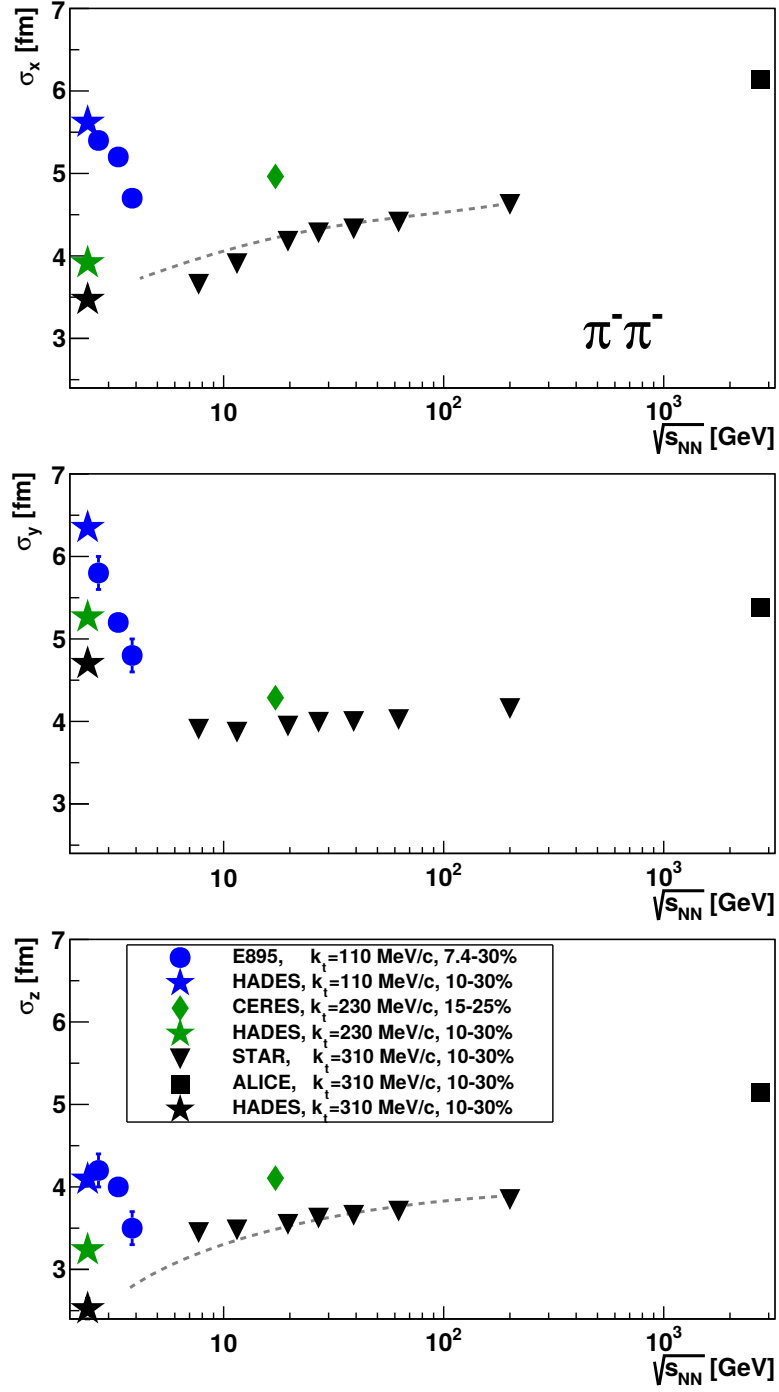 σx [fm]
7
6
5
4
3
π⁻π⁻
10
10²
10³
√sNN [GeV]
σy [fm]
7
6
5
4
3
10
10²
10³
√sNN [GeV]
σz [fm]
7
6
5
4
3
E895, kt=110 MeV/c, 7.4-30%
HADES, kt=110 MeV/c, 10-30%
CERES, kt=230 MeV/c, 15-25%
HADES, kt=230 MeV/c, 10-30%
STAR, kt=310 MeV/c, 10-30%
ALICE, kt=310 MeV/c, 10-30%
HADES, kt=310 MeV/c, 10-30%
10
10²
10³
√sNN [GeV]